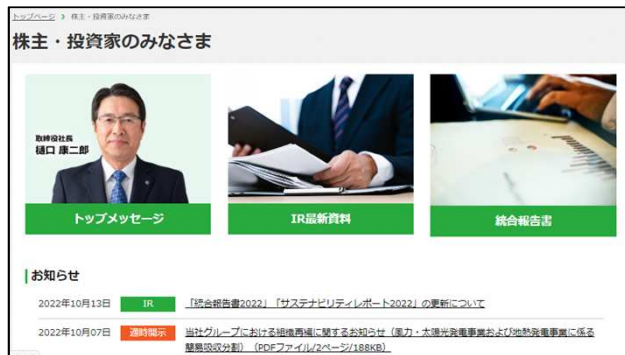 トップページ > 株主・投資家のみなさま
株主・投資家のみなさま
取締役社長
樋口 康二郎
トップメッセージ
IR最新資料
統合報告書
お知らせ
2022年10月13日 IR 「統合報告書2022」「サステナビリティレポート2022」の更新について
2022年10月07日 適時開示 当社グループにおける組織再編に関するお知らせ（風力・太陽光発電事業および地熱発電事業に係る
簡易吸収分割）（PDFファイル/2ページ/188KB）